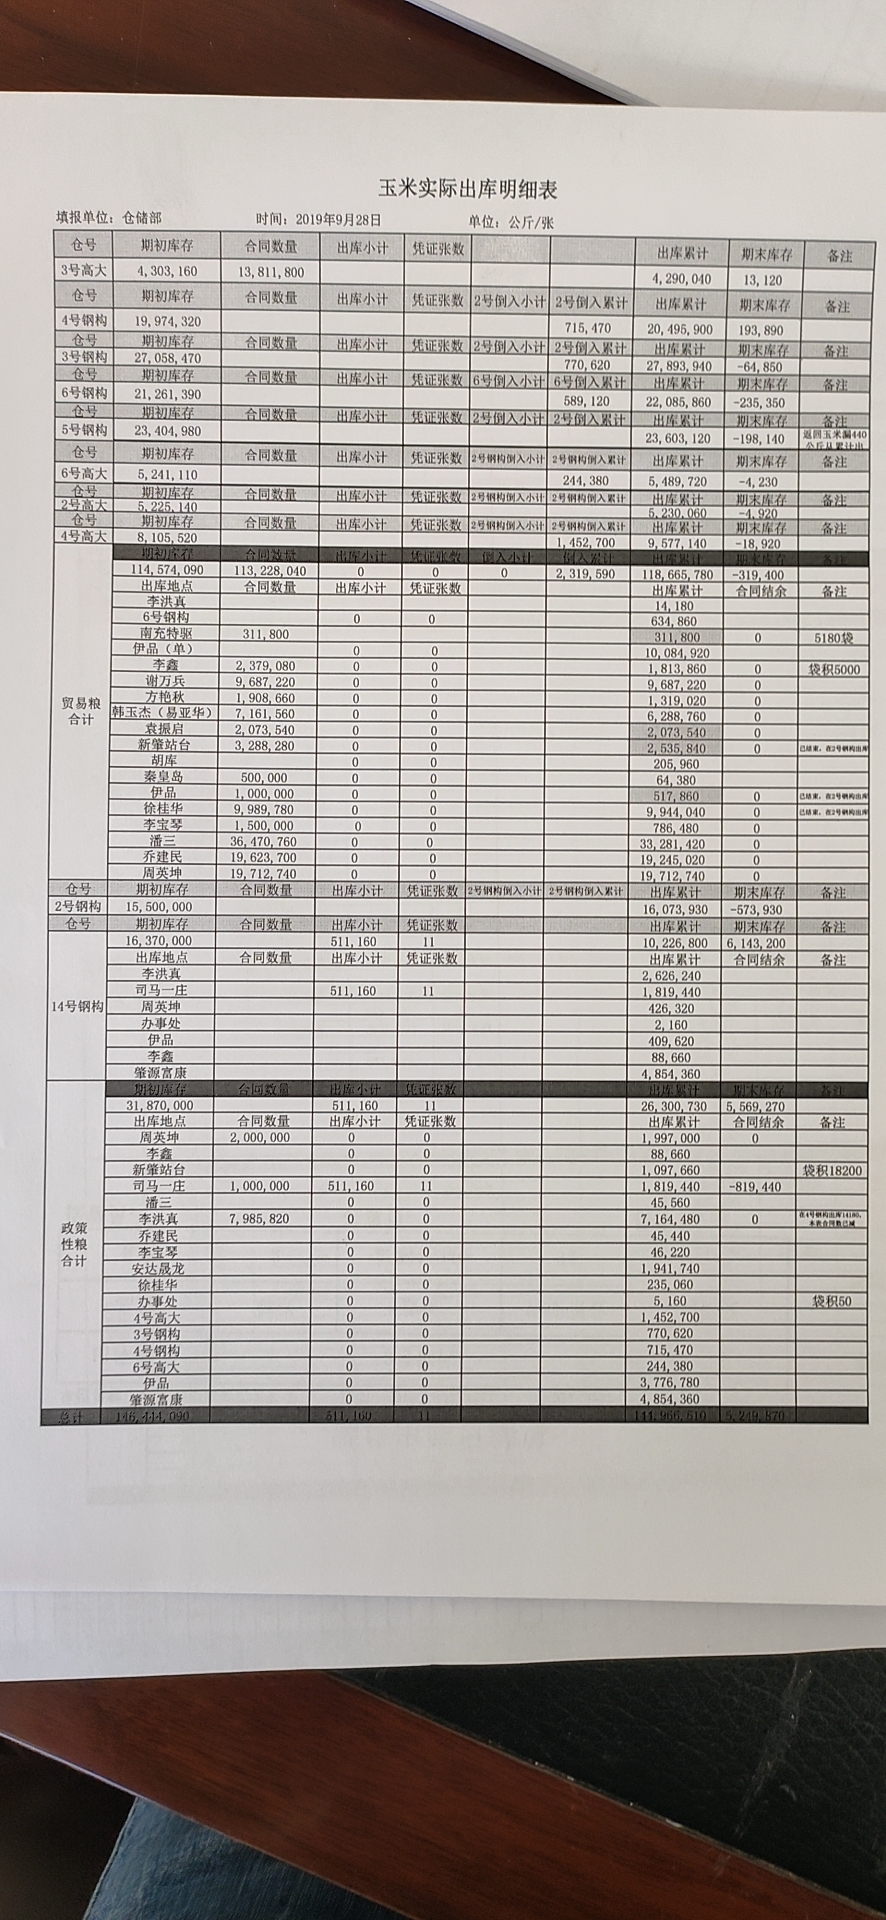 玉米实际出库明细表
填报单位：仓储部 时间：2019年9月28日 单位：公斤/张
仓号 期初库存 合同数量 出库小计 凭证张数 出库累计 期末库存 备注
3号高大 4,303,160 13,811,800 4,290,040 13,120
仓号 期初库存 合同数量 出库小计 凭证张数 2号倒入小计 2号倒入累计 出库累计 期末库存 备注
4号钢构 19,974,320 715,470 20,495,900 193,890
仓号 期初库存 合同数量 出库小计 凭证张数 2号倒入小计 2号倒入累计 出库累计 期末库存 备注
3号钢构 27,058,470 770,620 27,893,940 -64,850
仓号 期初库存 合同数量 出库小计 凭证张数 6号倒入小计 6号倒入累计 出库累计 期末库存 备注
6号钢构 21,261,390 589,120 22,085,860 -235,350
仓号 期初库存 合同数量 出库小计 凭证张数 2号倒入小计 2号倒入累计 出库累计 期末库存 备注
5号钢构 23,404,980 23,603,120 -198,140 返回玉米漏440
公斤从累计出
仓号 期初库存 合同数量 出库小计 凭证张数 2号钢构倒入小计 2号钢构倒入累计 出库累计 期末库存 备注
6号高大 5,241,110 244,380 5,489,720 -4,230
仓号 期初库存 合同数量 出库小计 凭证张数 2号钢构倒入小计 2号钢构倒入累计 出库累计 期末库存 备注
2号高大 5,225,140 5,230,060 -4,920
仓号 期初库存 合同数量 出库小计 凭证张数 2号钢构倒入小计 2号钢构倒入累计 出库累计 期末库存 备注
4号高大 8,105,520 1,452,700 9,577,140 -18,920
贸易粮
合计
期初库存 合同数量 出库小计 凭证张数 倒入小计 倒入累计 出库累计 期末库存 备注
114,574,090 113,228,040 0 0 0 2,319,590 118,665,780 -319,400
出库地点 合同数量 出库小计 凭证张数 出库累计 合同结余 备注
李洪真 14,180
6号钢构 0 0 634,860
南充特驱 311,800 311,800 0 5180袋
伊品（单） 0 0 10,084,920
李鑫 2,379,080 0 0 1,813,860 0 袋积5000
谢万兵 9,687,220 0 0 9,687,220 0
方艳秋 1,908,660 0 0 1,319,020 0
韩玉杰（易亚华） 7,161,560 0 0 6,288,760 0
袁振启 2,073,540 0 0 2,073,540 0
新肇站台 3,288,280 0 0 2,535,840 0 已结束，在2号钢构出库
胡库 0 0 205,960
秦皇岛 500,000 0 0 64,380
伊品 1,000,000 0 0 517,860 0 已结束，在2号钢构出库
徐桂华 9,989,780 0 0 9,944,040 0 已结束，在2号钢构出库
李宝琴 1,500,000 0 0 786,480 0
潘三 36,470,760 0 0 33,281,420 0
乔建民 19,623,700 0 0 19,245,020 0
周英坤 19,712,740 0 0 19,712,740 0
仓号 期初库存 合同数量 出库小计 凭证张数 2号钢构倒入小计 2号钢构倒入累计 出库累计 期末库存 备注
2号钢构 15,500,000 16,073,930 -573,930
仓号 期初库存 合同数量 出库小计 凭证张数 出库累计 期末库存 备注
14号钢构
16,370,000 511,160 11 10,226,800 6,143,200
出库地点 合同数量 出库小计 凭证张数 出库累计 合同结余 备注
李洪真 2,626,240
司马一庄 511,160 11 1,819,440
周英坤 426,320
办事处 2,160
伊品 409,620
李鑫 88,660
肇源富康 4,854,360
政策
性粮
合计
期初库存 合同数量 出库小计 凭证张数 出库累计 期末库存 备注
31,870,000 511,160 11 26,300,730 5,569,270
出库地点 合同数量 出库小计 凭证张数 出库累计 合同结余 备注
周英坤 2,000,000 0 0 1,997,000 0
李鑫 0 0 88,660
新肇站台 0 0 1,097,660 袋积18200
司马一庄 1,000,000 511,160 11 1,819,440 -819,440
潘三 0 0 45,560
李洪真 7,985,820 0 0 7,164,480 0 在4号钢构出库14180，
本表合同数已减
乔建民 0 0 45,440
李宝琴 0 0 46,220
安达晟龙 0 0 1,941,740
徐桂华 0 0 235,060
办事处 0 0 5,160 袋积50
4号高大 0 0 1,452,700
3号钢构 0 0 770,620
4号钢构 0 0 715,470
6号高大 0 0 244,380
伊品 0 0 3,776,780
肇源富康 0 0 4,854,360
总计 146,444,090 511,160 11 144,966,510 5,249,870